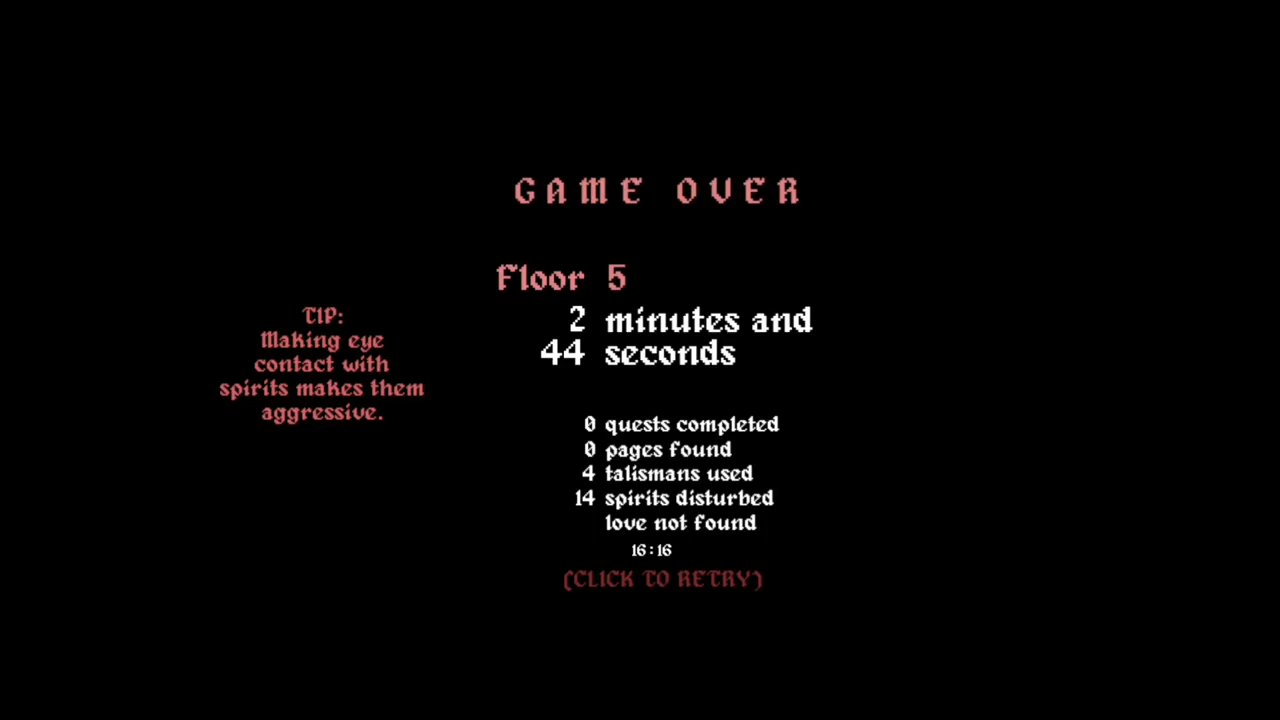 GAME OVER
Floor 5
2 minutes and
44 seconds
TIP:
Making eye
contact with
spirits makes them
aggressive.
0 quests completed
0 pages found
4 talismans used
14 spirits disturbed
love not found
16:16
(CLICK TO RETRY)